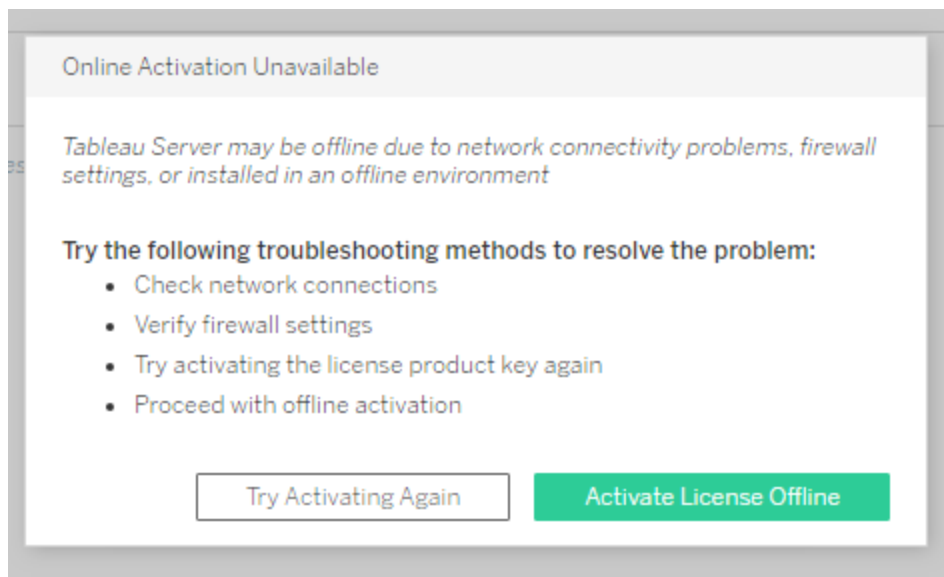 Online Activation Unavailable
Tableau Server may be offline due to network connectivity problems, firewall
settings, or installed in an offline environment
Try the following troubleshooting methods to resolve the problem:
• Check network connections
• Verify firewall settings
• Try activating the license product key again
• Proceed with offline activation
Try Activating Again
Activate License Offline